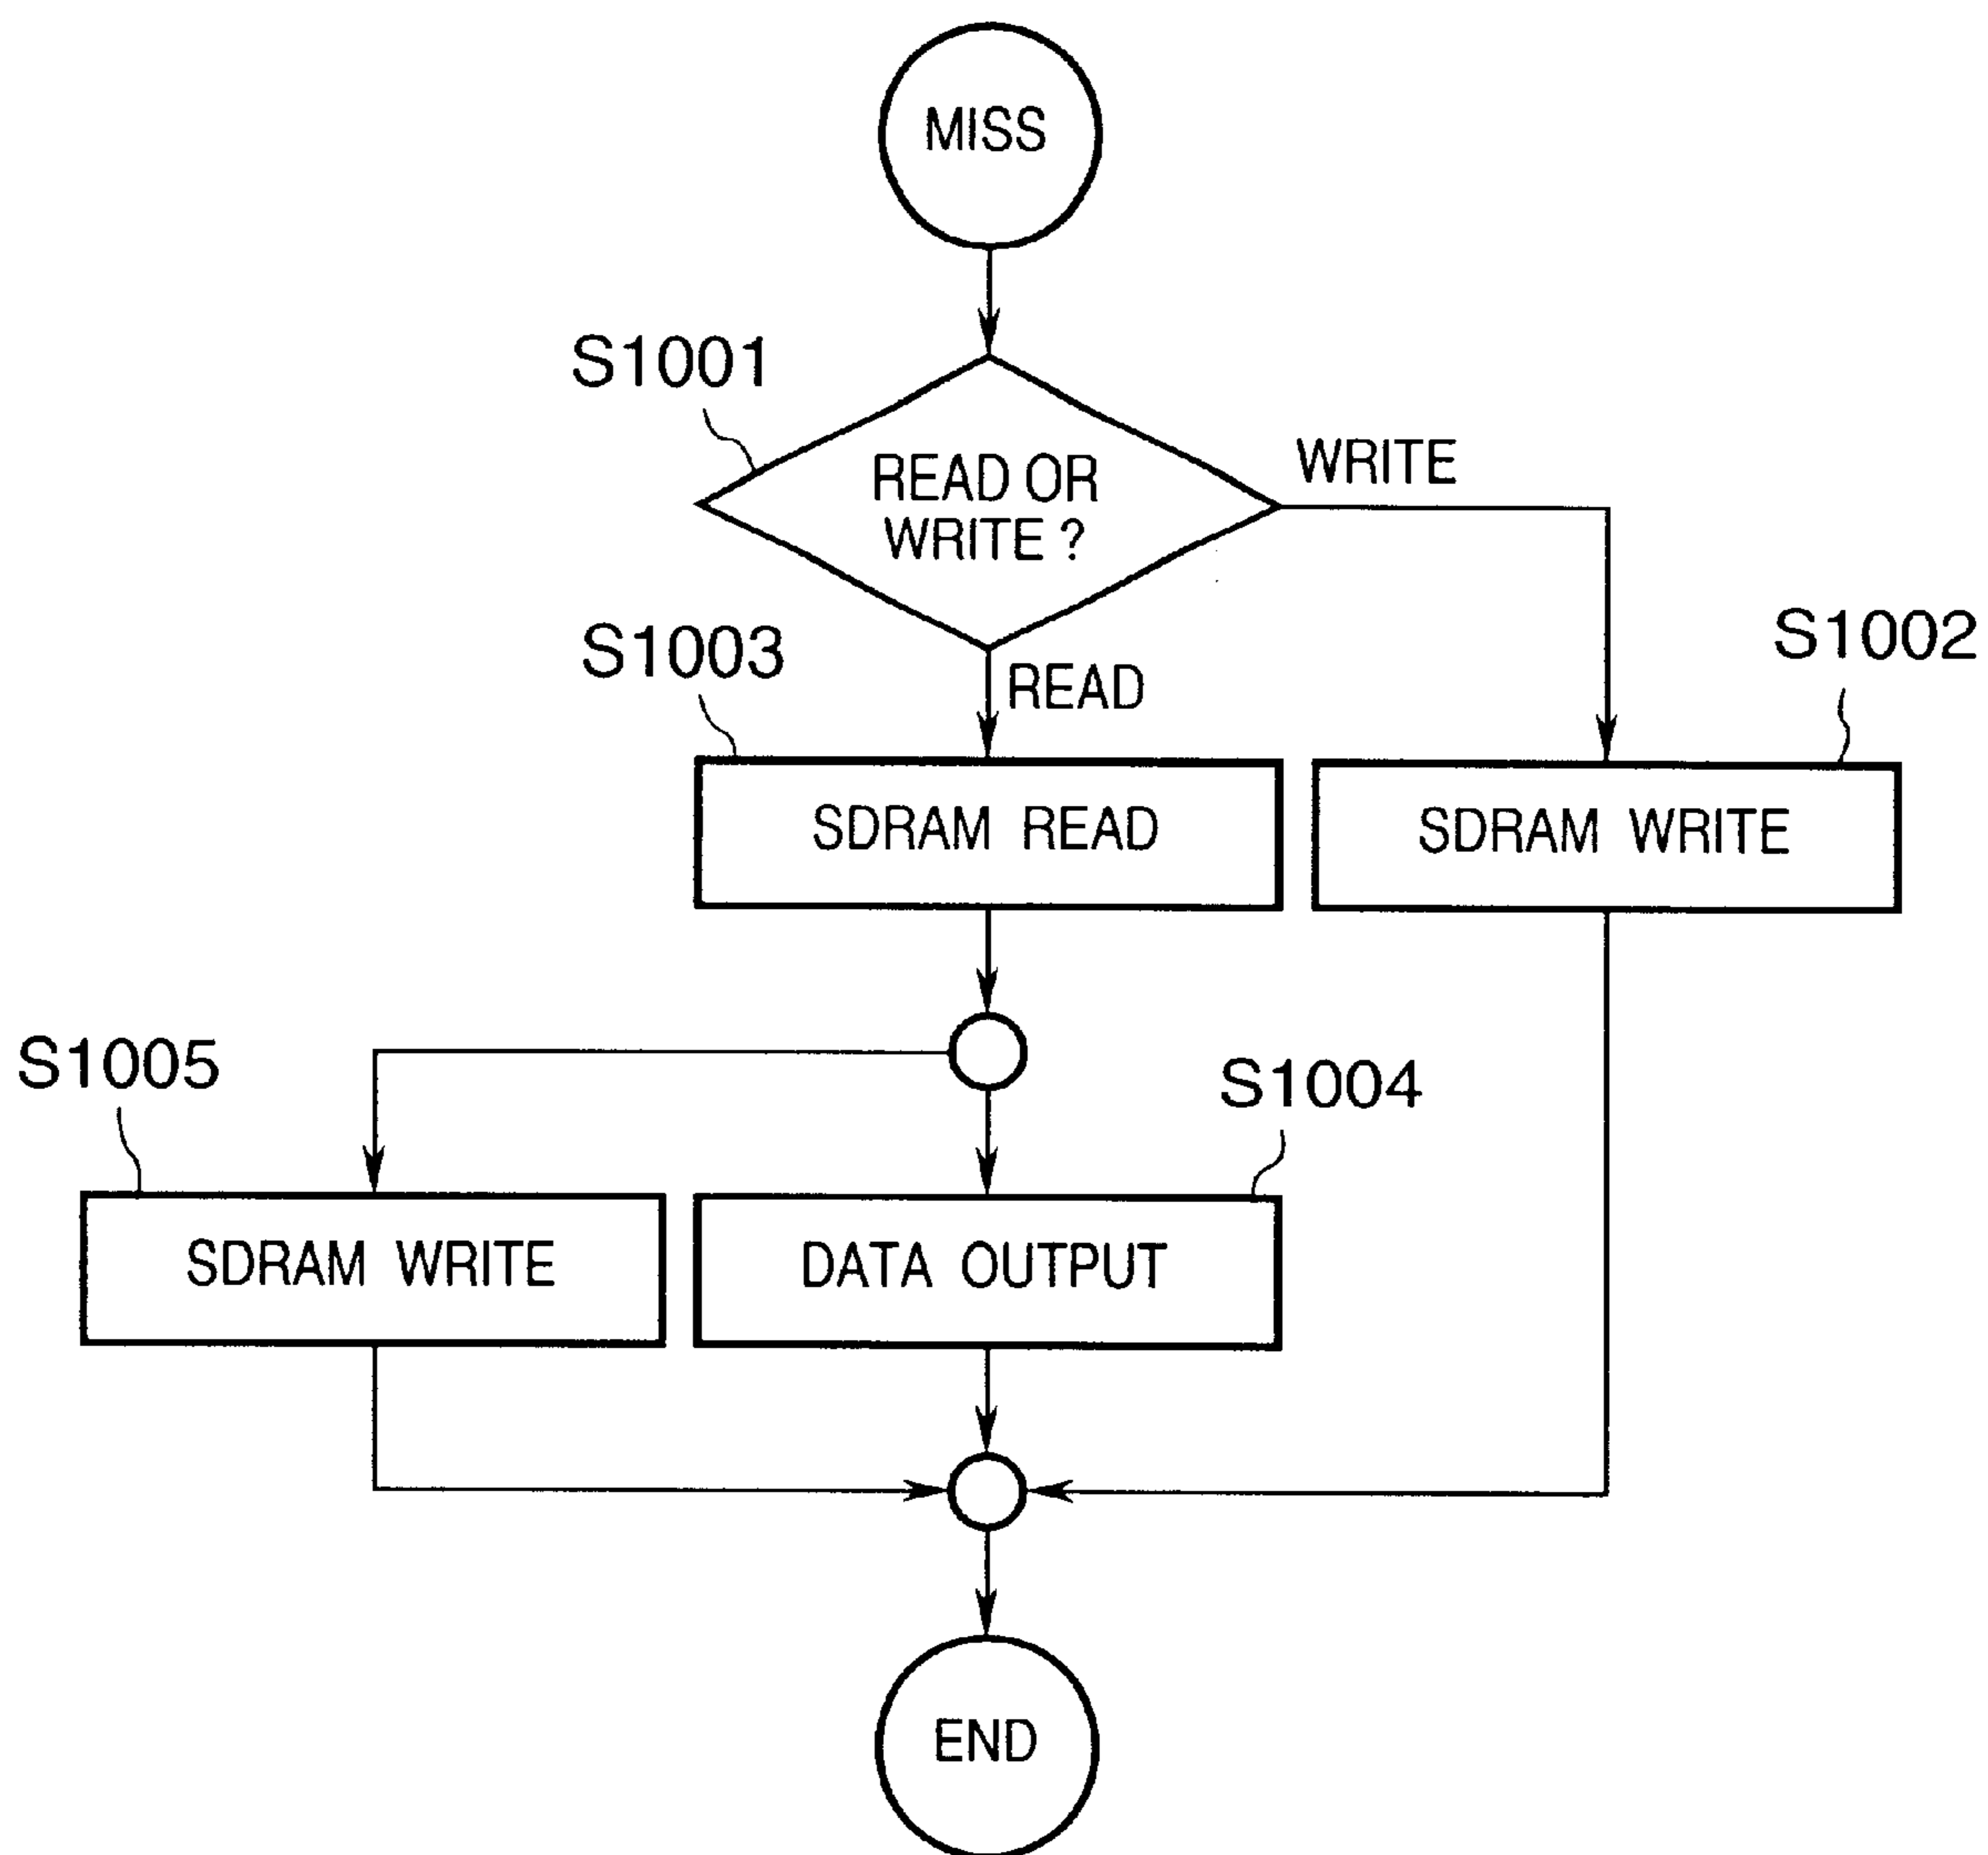 MISS
S1001
READ OR
WRITE ?
WRITE
S1002
S1003
READ
SDRAM READ
SDRAM WRITE
S1005
S1004
SDRAM WRITE
DATA OUTPUT
END